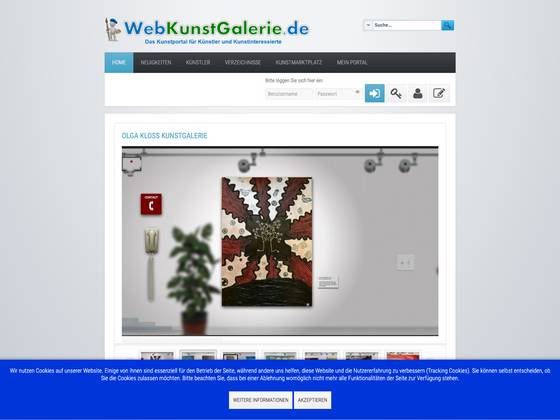 WebKunstGalerie.de
Das Kunstportal für Künstler und Kunstinteressierte
Suche...
HOME NEUIGKEITEN KÜNSTLER VERZEICHNISSE KUNSTMARKTPLATZ MEIN PORTAL
Bitte loggen Sie sich hier ein:
Benutzername Passwort
OLGA KLOSS KUNSTGALERIE
CONTACT
Wir nutzen Cookies auf unserer Website. Einige von ihnen sind essenziell für den Betrieb der Seite, während andere uns helfen, diese Website und die Nutzererfahrung zu verbessern (Tracking Cookies). Sie können selbst entscheiden, ob
Sie die Cookies zulassen möchten. Bitte beachten Sie, dass bei einer Ablehnung womöglich nicht mehr alle Funktionalitäten der Seite zur Verfügung stehen.
WEITERE INFORMATIONEN AKZEPTIEREN